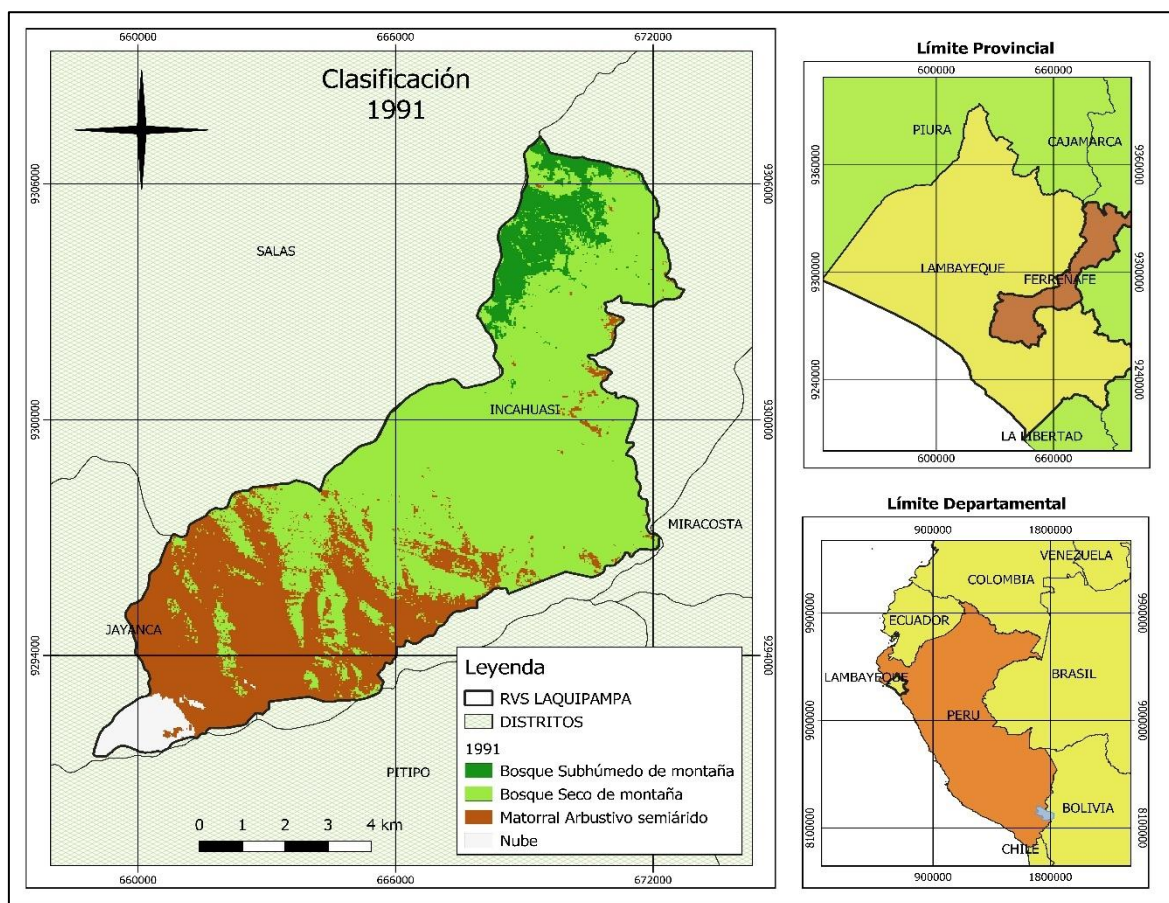 660000
666000
672000
Clasificación
1991
9306000
9306000
SALAS
INCAHUASI
9300000
9300000
MIRACOSTA
JAYANCA
9294000
9294000
PITIPO
Leyenda
RVS LAQUIPAMPA
DISTRITOS
1991
Bosque Subhúmedo de montaña
Bosque Seco de montaña
Matorral Arbustivo semiárido
Nube
0 1 2 3 4 km
660000
666000
672000
Límite Provincial
600000
660000
PIURA
CAJAMARCA
9360000
9360000
LAMBAYEQUE
FERREÑAFE
9300000
9300000
9240000
9240000
LA LIBERTAD
600000
660000
Límite Departamental
900000
1800000
VENEZUELA
COLOMBIA
9900000
9900000
ECUADOR
LAMBAYEQUE
BRASIL
PERU
9000000
9000000
BOLIVIA
8100000
8100000
CHILE
900000
1800000